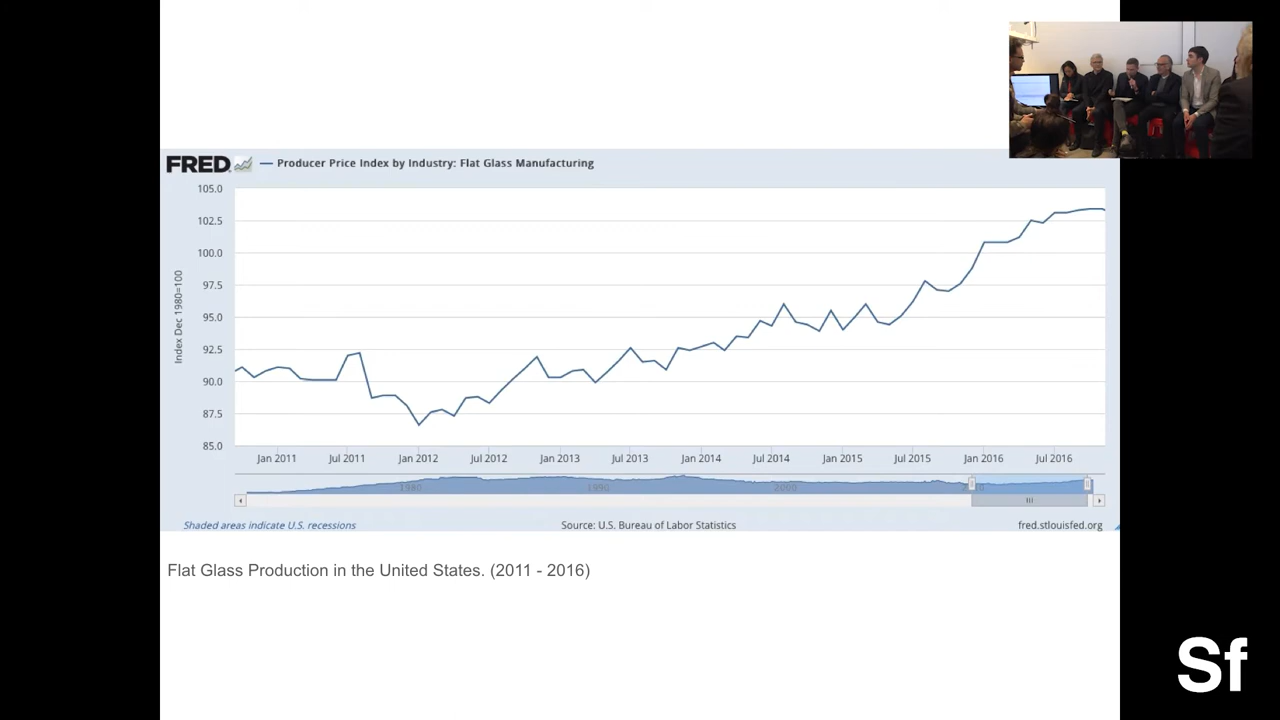 FRED
Producer Price Index by Industry: Flat Glass Manufacturing
105.0
102.5
100.0
97.5
95.0
92.5
90.0
87.5
85.0
Index Dec 1980=100
Jan 2011 Jul 2011 Jan 2012 Jul 2012 Jan 2013 Jul 2013 Jan 2014 Jul 2014 Jan 2015 Jul 2015 Jan 2016 Jul 2016
1980 1990 2000
Shaded areas indicate U.S. recessions
Source: U.S. Bureau of Labor Statistics
fred.stlouisfed.org
Flat Glass Production in the United States. (2011 - 2016)
Sf